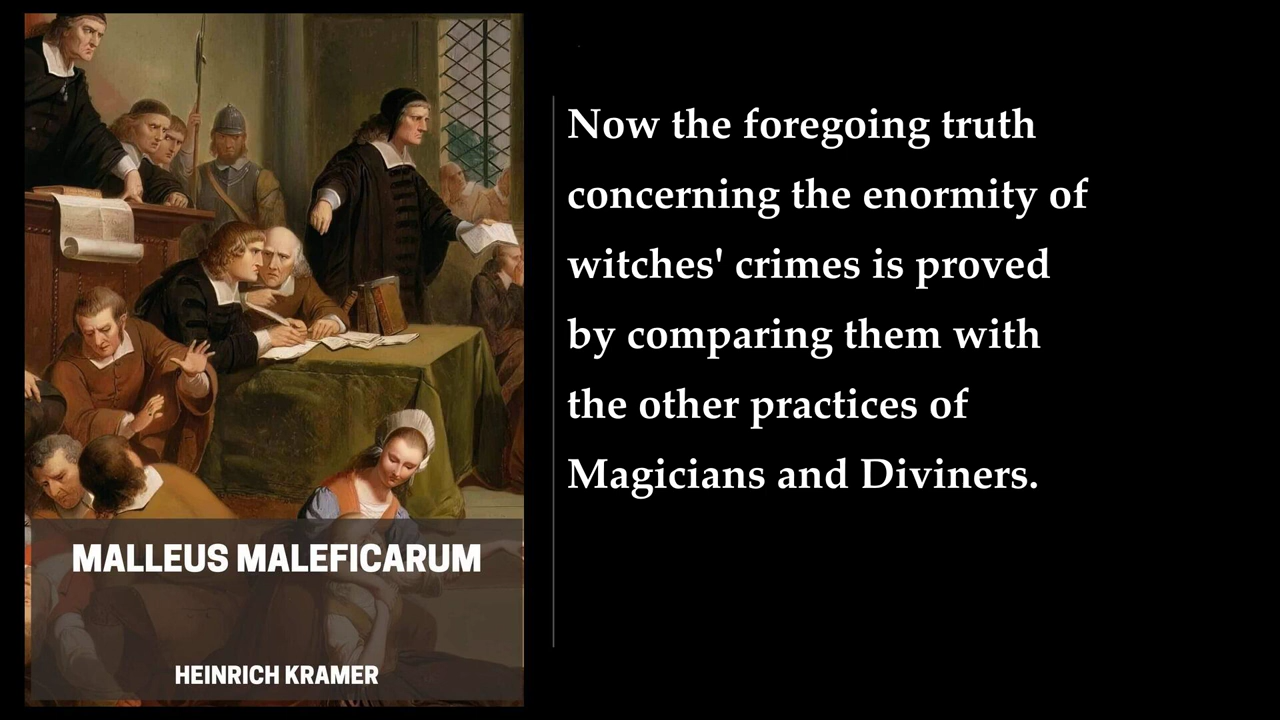 MALLEUS MALEFICARUM
HEINRICH KRAMER
Now the foregoing truth
concerning the enormity of
witches' crimes is proved
by comparing them with
the other practices of
Magicians and Diviners.